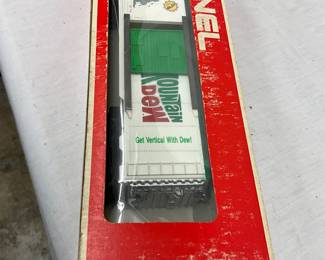 NEL
MOUNTAIN
DEW
Get Vertical With Dew!